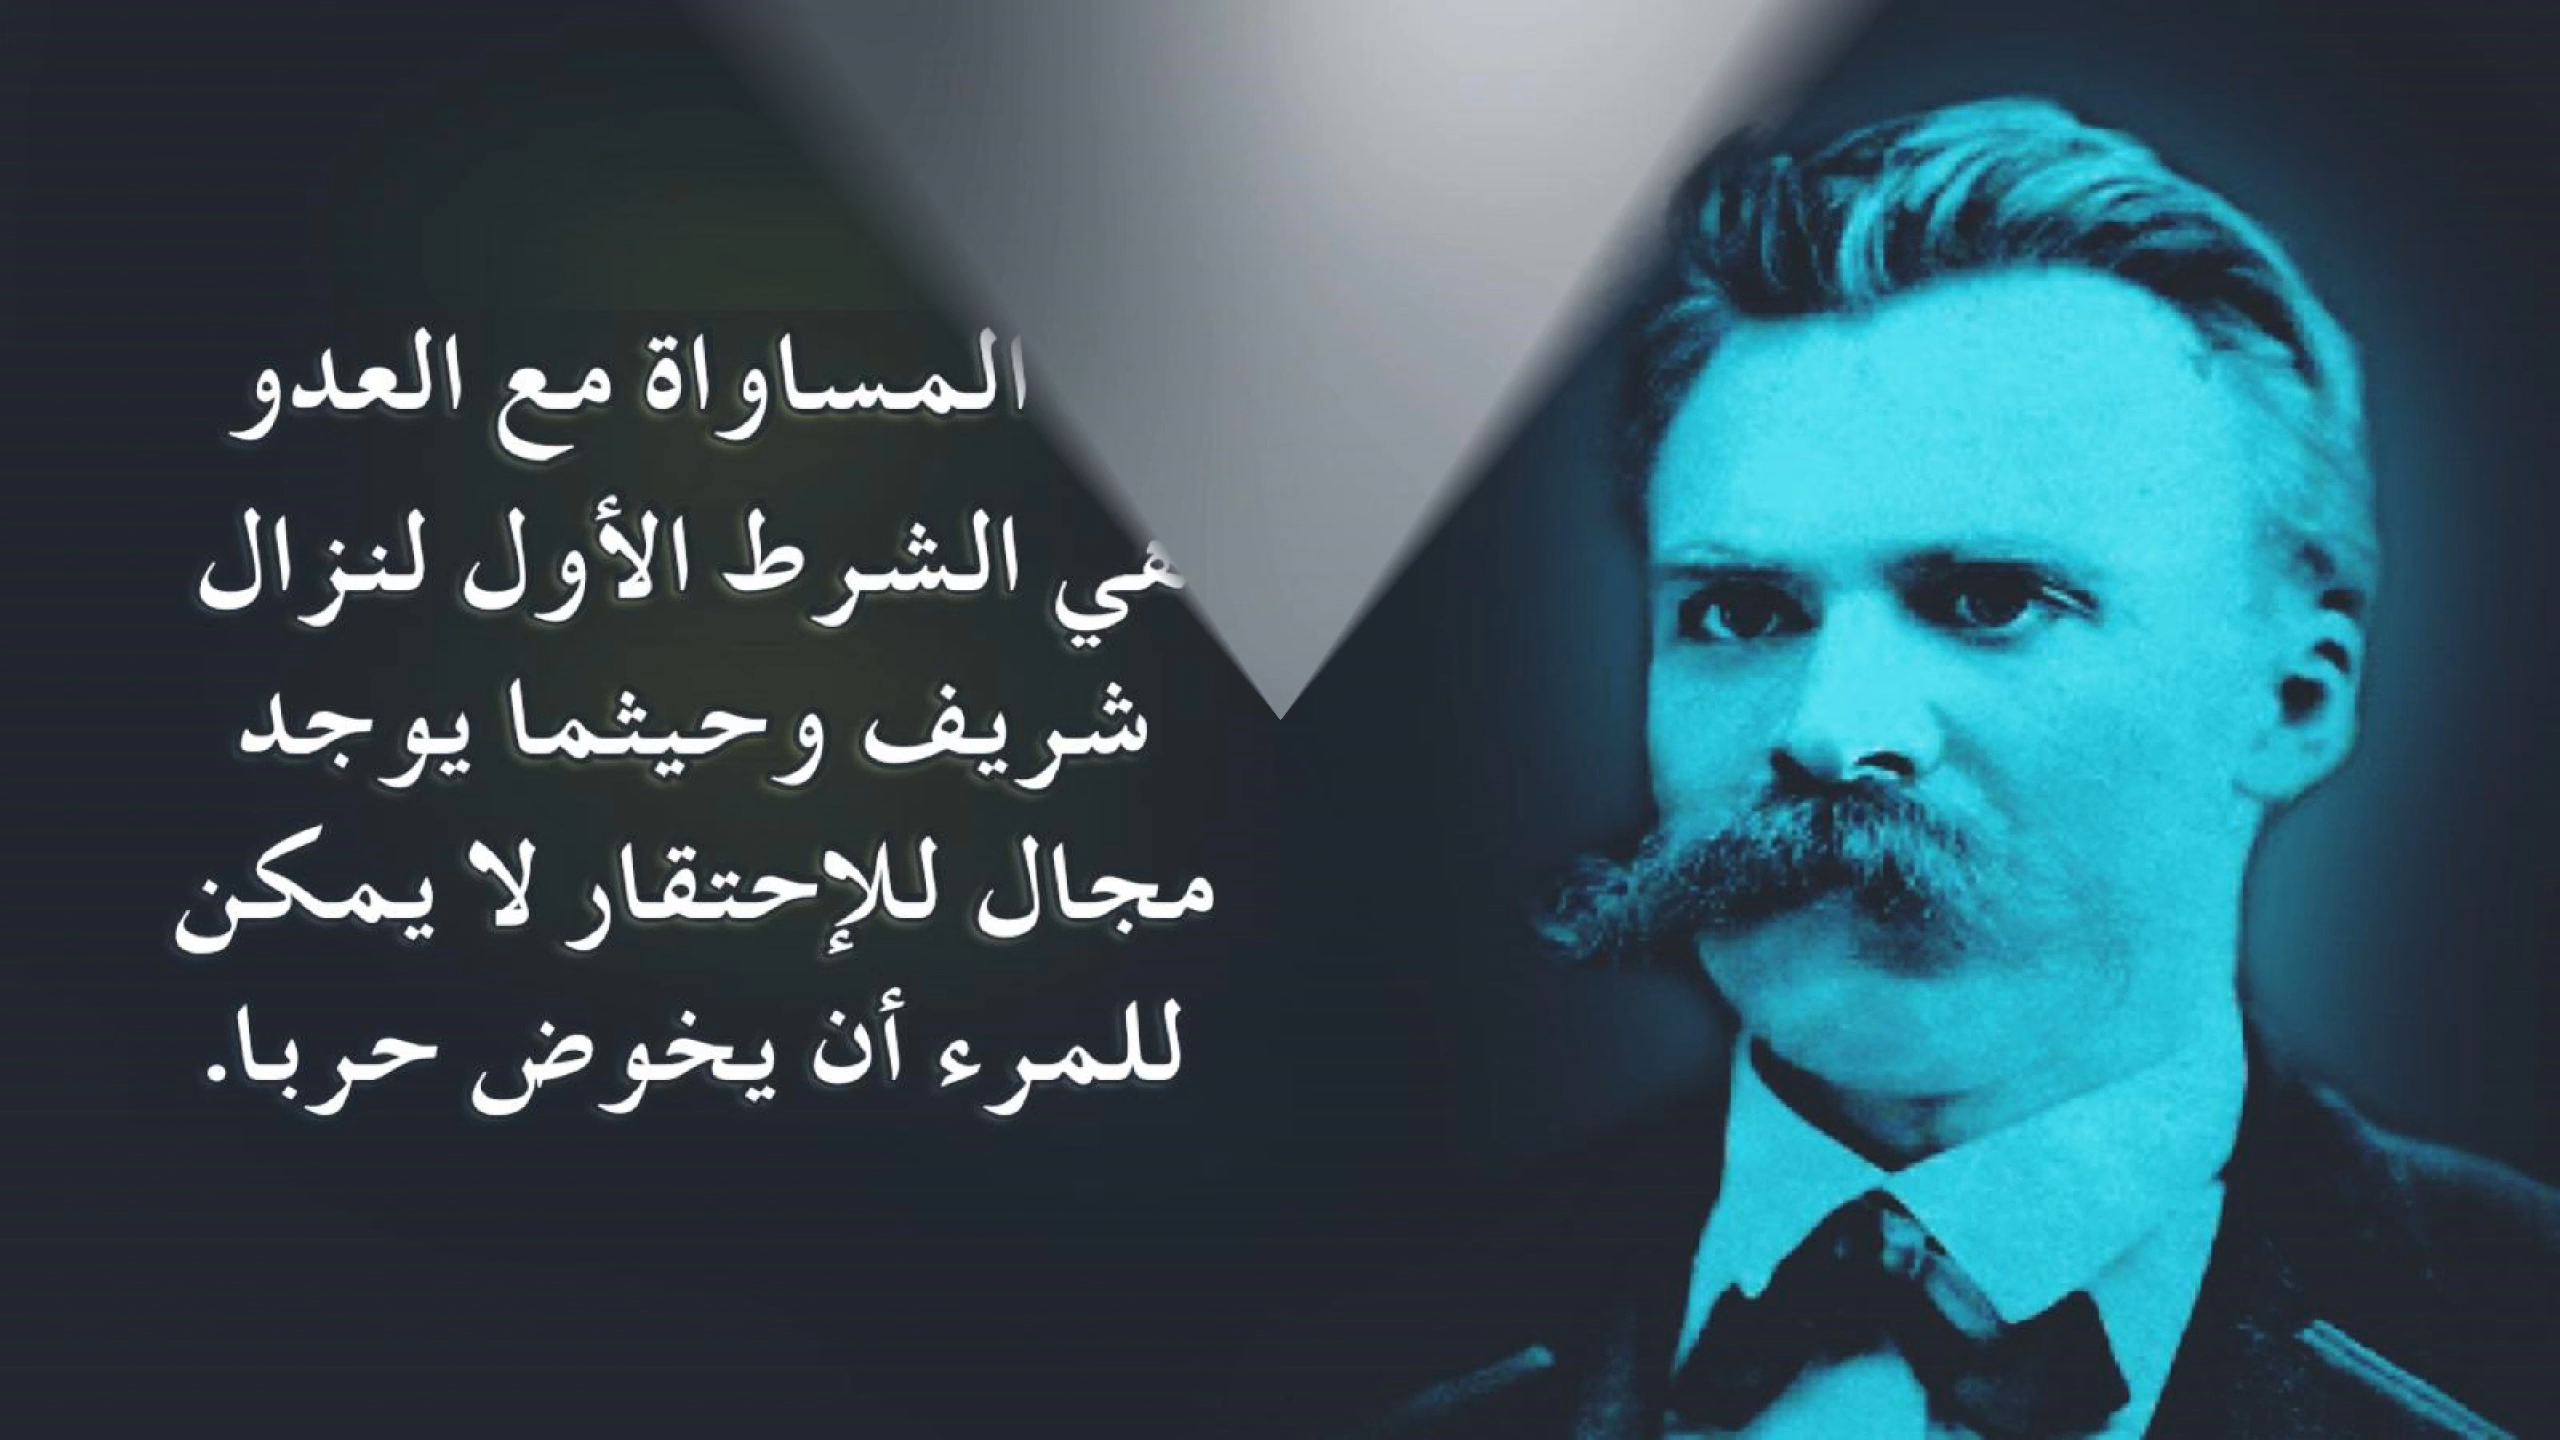 المساواة مع العدو
هي الشرط الأول لنزال
شريف وحيثما يوجد
مجال للإحتقار لا يمكن
للمرء أن يخوض حربا.